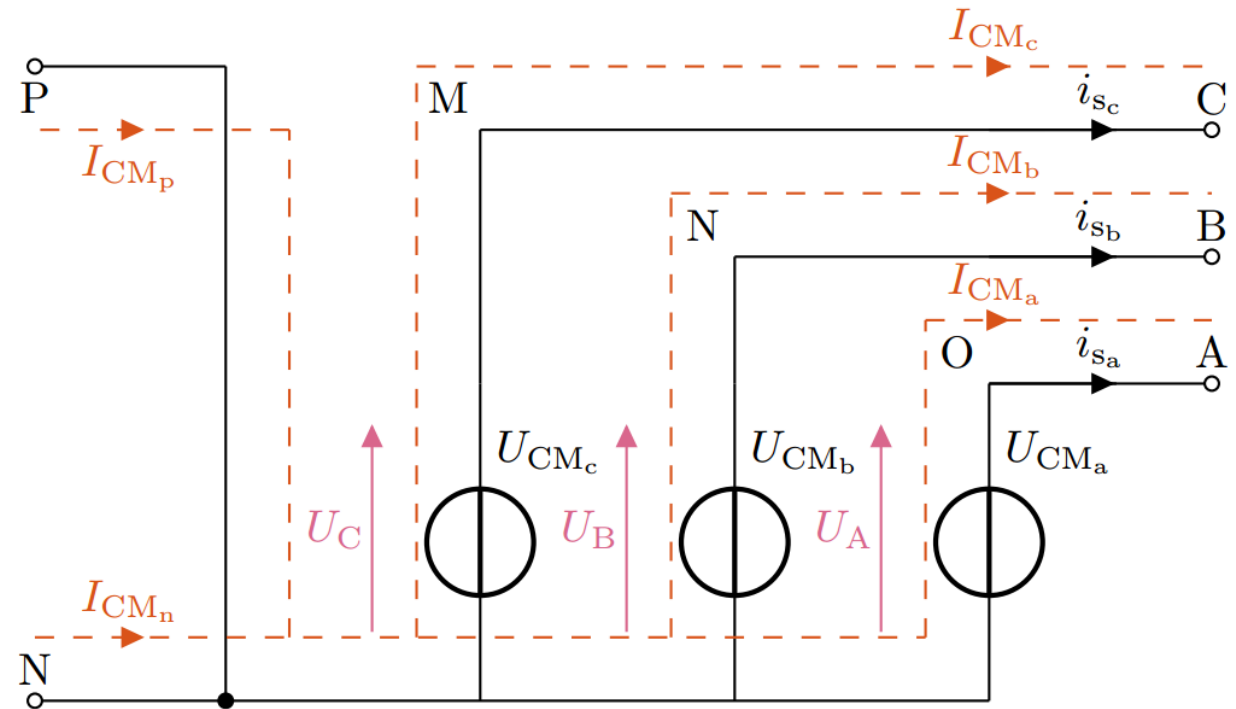 I_CM_c
P
M
i_s_c
C
I_CM_p
I_CM_b
N
i_s_b
B
I_CM_a
O
i_s_a
A
U_CM_c
U_CM_b
U_CM_a
U_C
U_B
U_A
I_CM_n
N